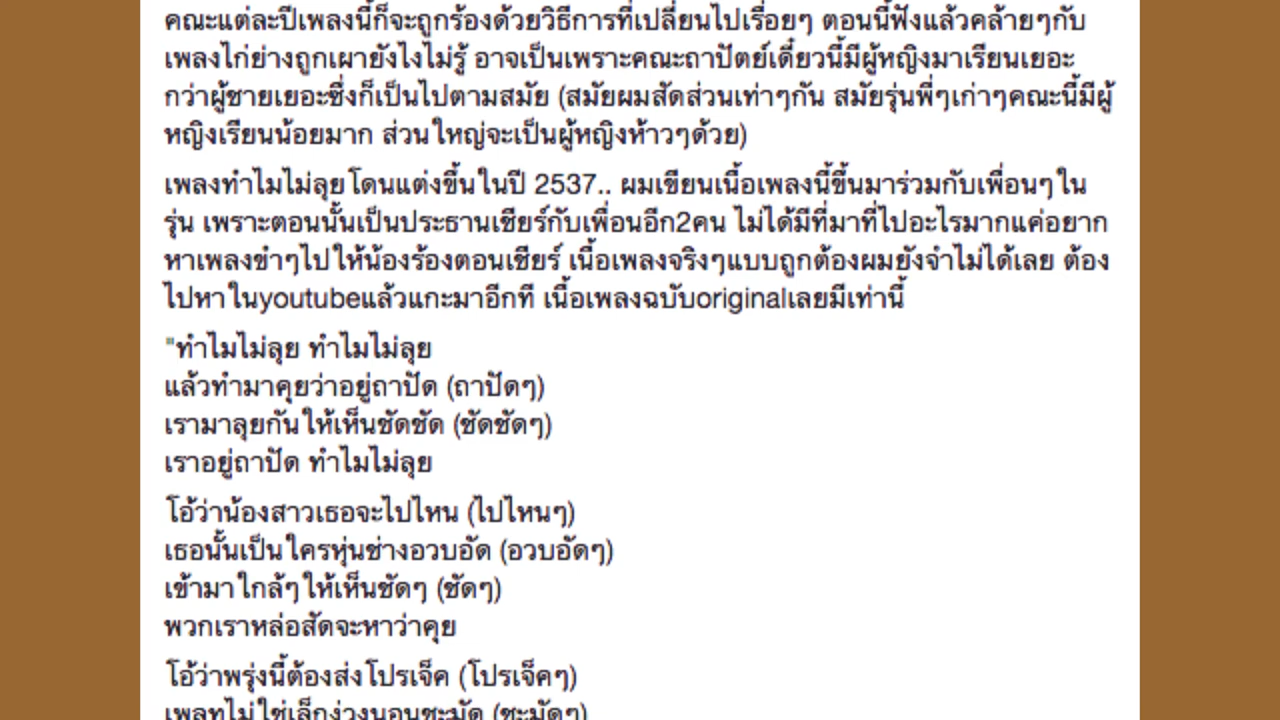 คณะแต่ละปีเพลงนี้ก็จะถูกร้องด้วยวิธีการที่เปลี่ยนไปเรื่อยๆ ตอนนี้ฟังแล้วคล้ายๆกับ
เพลงไก่ย่างถูกเผายังไงไม่รู้ อาจเป็นเพราะคณะถาปัตย์เดี๋ยวนี้มีผู้หญิงมาเรียนเยอะ
กว่าผู้ชายเยอะซึ่งก็เป็นไปตามสมัย (สมัยผมสัดส่วนเท่าๆกัน สมัยรุ่นพี่ๆเก่าๆคณะนี้มีผู้
หญิงเรียนน้อยมาก ส่วนใหญ่จะเป็นผู้หญิงห้าวๆด้วย)
เพลงทำไมไม่ลุยโดนแต่งขึ้นในปี 2537.. ผมเขียนเนื้อเพลงนี้ขึ้นมาร่วมกับเพื่อนๆใน
รุ่น เพราะตอนนั้นเป็นประธานเชียร์กับเพื่อนอีก2คน ไม่ได้มีที่มาที่ไปอะไรมากแค่อยาก
หาเพลงขำๆไปให้น้องร้องตอนเชียร์ เนื้อเพลงจริงๆแบบถูกต้องผมยังจำไม่ได้เลย ต้อง
ไปหาในyoutubeแล้วแกะมาอีกที เนื้อเพลงฉบับoriginalเลยมีเท่านี้
"ทำไมไม่ลุย ทำไมไม่ลุย
แล้วทำมาคุยว่าอยู่ถาปัด (ถาปัดๆ)
เรามาลุยกันให้เห็นชัดชัด (ชัดชัดๆ)
เราอยู่ถาปัด ทำไมไม่ลุย
โอ้ว่าน้องสาวเธอจะไปไหน (ไปไหนๆ)
เธอนั้นเป็นใครหุ่นช่างอวบอัด (อวบอัดๆ)
เข้ามาใกล้ๆให้เห็นชัดๆ (ชัดๆ)
พวกเราหล่อสัดจะหาว่าคุย
โอ้ว่าพรุ่งนี้ต้องส่งโปรเจ็ค (โปรเจ็คๆ)
เพลทไม่ใช่เล็กง่วงนอนชะมัด (ชะมัดๆ)